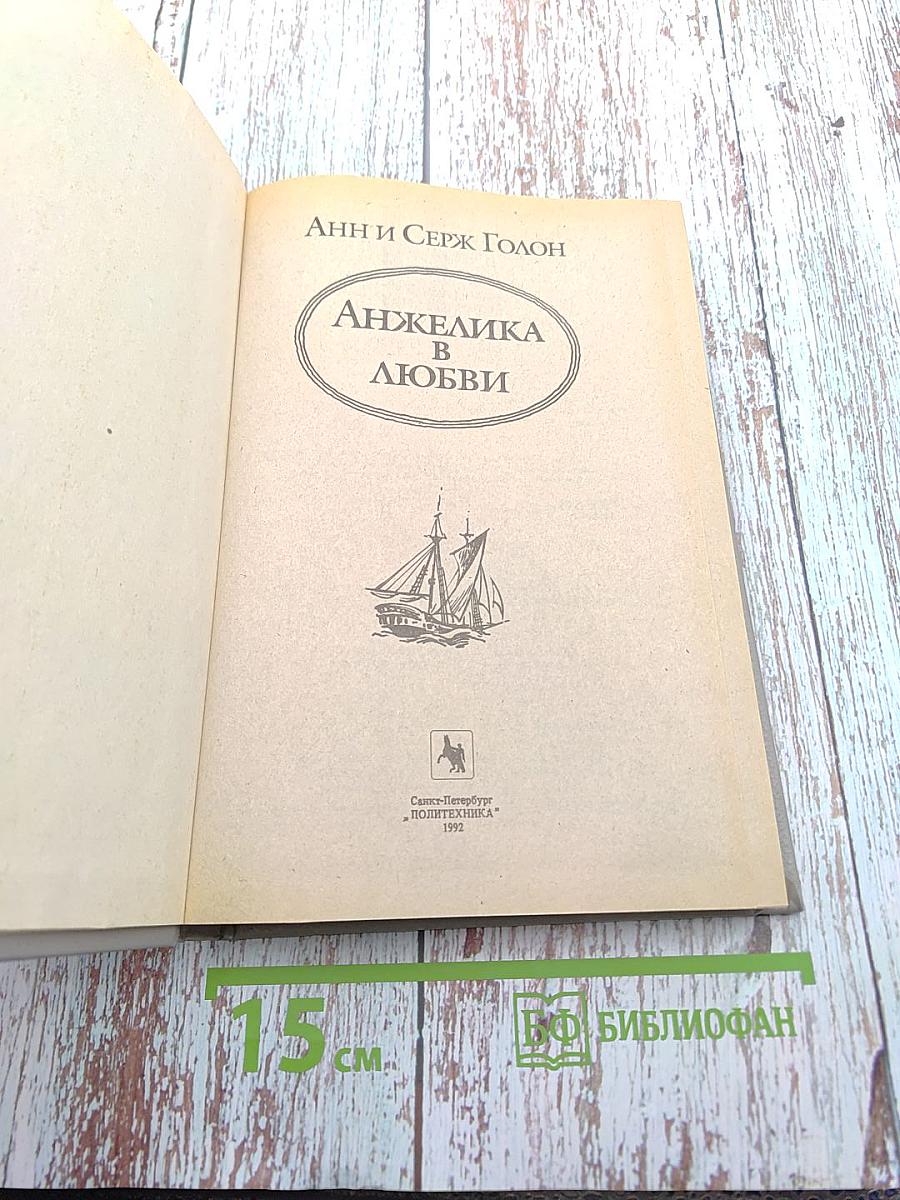 Анн и Серж Голон
Анжелика
в
любви
Санкт-Петербург
„ПОЛИТЕХНИКА"
1992
15 см
БФ БИБЛИОФАН